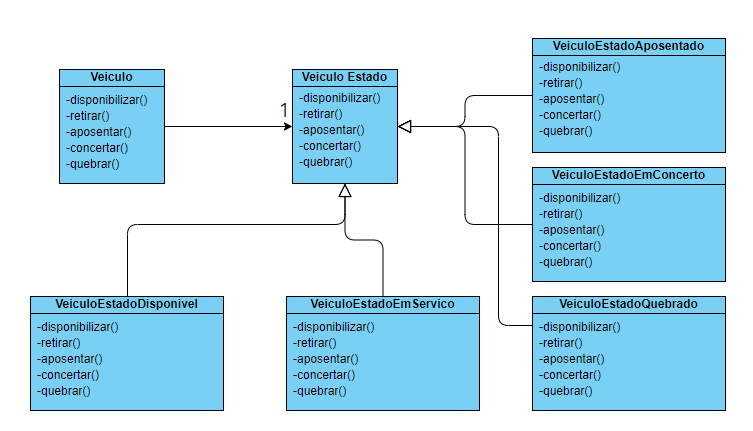 Veiculo
-disponibilizar()
-retirar()
-aposentar()
-concertar()
-quebrar()
1
Veiculo Estado
-disponibilizar()
-retirar()
-aposentar()
-concertar()
-quebrar()
VeiculoEstadoAposentado
-disponibilizar()
-retirar()
-aposentar()
-concertar()
-quebrar()
VeiculoEstadoEmConcerto
-disponibilizar()
-retirar()
-aposentar()
-concertar()
-quebrar()
VeiculoEstadoDisponivel
-disponibilizar()
-retirar()
-aposentar()
-concertar()
-quebrar()
VeiculoEstadoEmServico
-disponibilizar()
-retirar()
-aposentar()
-concertar()
-quebrar()
VeiculoEstadoQuebrado
-disponibilizar()
-retirar()
-aposentar()
-concertar()
-quebrar()